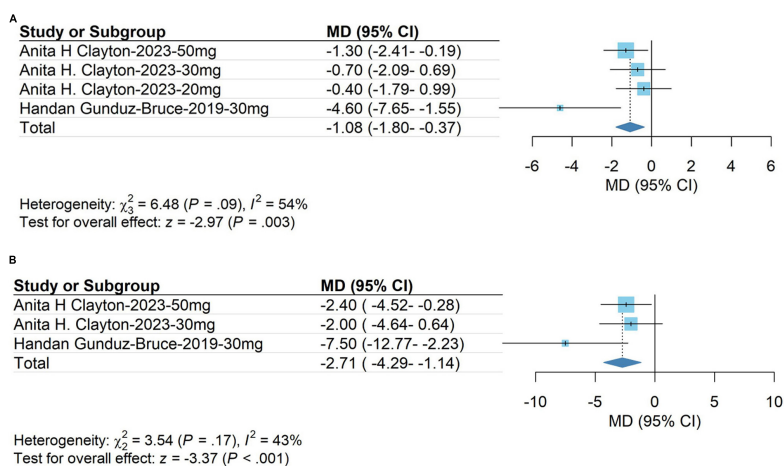 A
Study or Subgroup MD (95% CI)
Anita H Clayton-2023-50mg -1.30 (-2.41- -0.19)
Anita H. Clayton-2023-30mg -0.70 (-2.09- 0.69)
Anita H. Clayton-2023-20mg -0.40 (-1.79- 0.99)
Handan Gunduz-Bruce-2019-30mg -4.60 (-7.65- -1.55)
Total -1.08 (-1.80- -0.37)
-6 -4 -2 0 2 4 6
MD (95% CI)
Heterogeneity: χ²₃ = 6.48 (P = .09), I² = 54%
Test for overall effect: z = -2.97 (P = .003)
B
Study or Subgroup MD (95% CI)
Anita H Clayton-2023-50mg -2.40 ( -4.52- -0.28)
Anita H. Clayton-2023-30mg -2.00 ( -4.64- 0.64)
Handan Gunduz-Bruce-2019-30mg -7.50 (-12.77- -2.23)
Total -2.71 ( -4.29- -1.14)
-10 -5 0 5 10
MD (95% CI)
Heterogeneity: χ²₂ = 3.54 (P = .17), I² = 43%
Test for overall effect: z = -3.37 (P < .001)